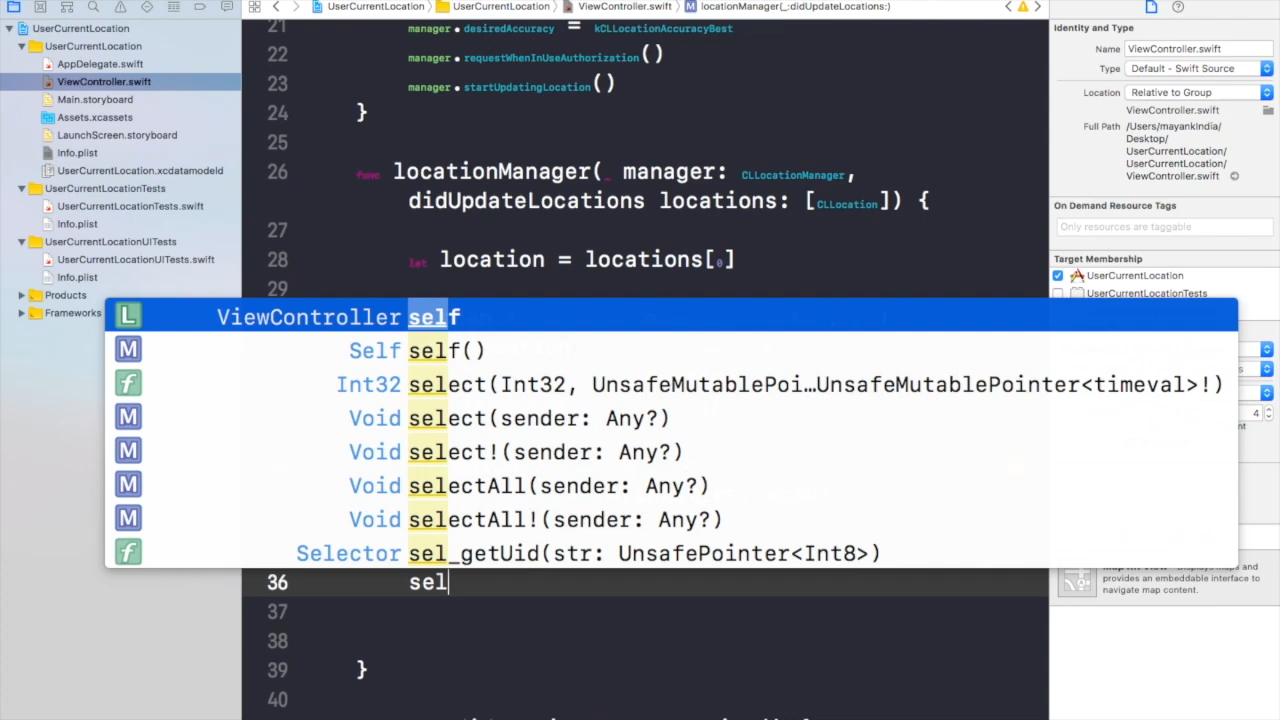 UserCurrentLocation
UserCurrentLocation
AppDelegate.swift
ViewController.swift
Main.storyboard
Assets.xcassets
LaunchScreen.storyboard
Info.plist
UserCurrentLocation.xcdatamodeld
UserCurrentLocationTests
UserCurrentLocationTests.swift
Info.plist
UserCurrentLocationUITests
UserCurrentLocationUITests.swift
Info.plist
Products
Frameworks
UserCurrentLocation
UserCurrentLocation
ViewController.swift
M locationManager(_:didUpdateLocations:)
21 manager.desiredAccuracy = kCLLocationAccuracyBest
22 manager.requestWhenInUseAuthorization()
23 manager.startUpdatingLocation()
24 }
25
26 func locationManager(_ manager: CLLocationManager,
didUpdateLocations locations: [CLLocation]) {
27
28 let location = locations[0]
29
L ViewController self
M Self self()
f Int32 select(Int32, UnsafeMutablePoi…UnsafeMutablePointer<timeval>!)
M Void select(sender: Any?)
M Void select!(sender: Any?)
M Void selectAll(sender: Any?)
M Void selectAll!(sender: Any?)
f Selector sel_getUid(str: UnsafePointer<Int8>)
36 sel
37
38
39 }
40
Identity and Type
Name ViewController.swift
Type Default - Swift Source
Location Relative to Group
ViewController.swift
Full Path /Users/mayankIndia/
Desktop/
UserCurrentLocation/
UserCurrentLocation/
ViewController.swift
On Demand Resource Tags
Only resources are taggable
Target Membership
UserCurrentLocation
UserCurrentLocationTests
4
provides an embeddable interface to
navigate map content.